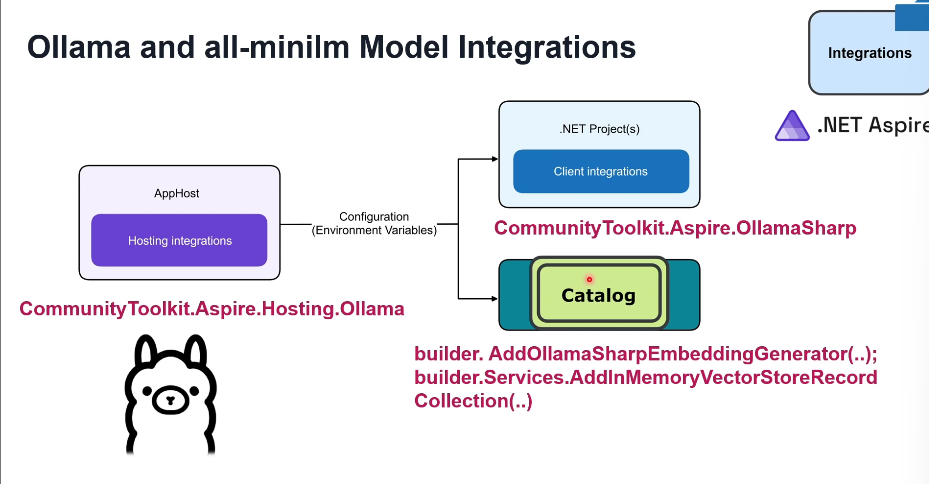 Ollama and all-minilm Model Integrations
Integrations
.NET Aspire
.NET Project(s)
Client integrations
AppHost
Hosting integrations
Configuration
(Environment Variables)
CommunityToolkit.Aspire.OllamaSharp
Catalog
CommunityToolkit.Aspire.Hosting.Ollama
builder. AddOllamaSharpEmbeddingGenerator(..);
builder.Services.AddInMemoryVectorStoreRecord
Collection(..)